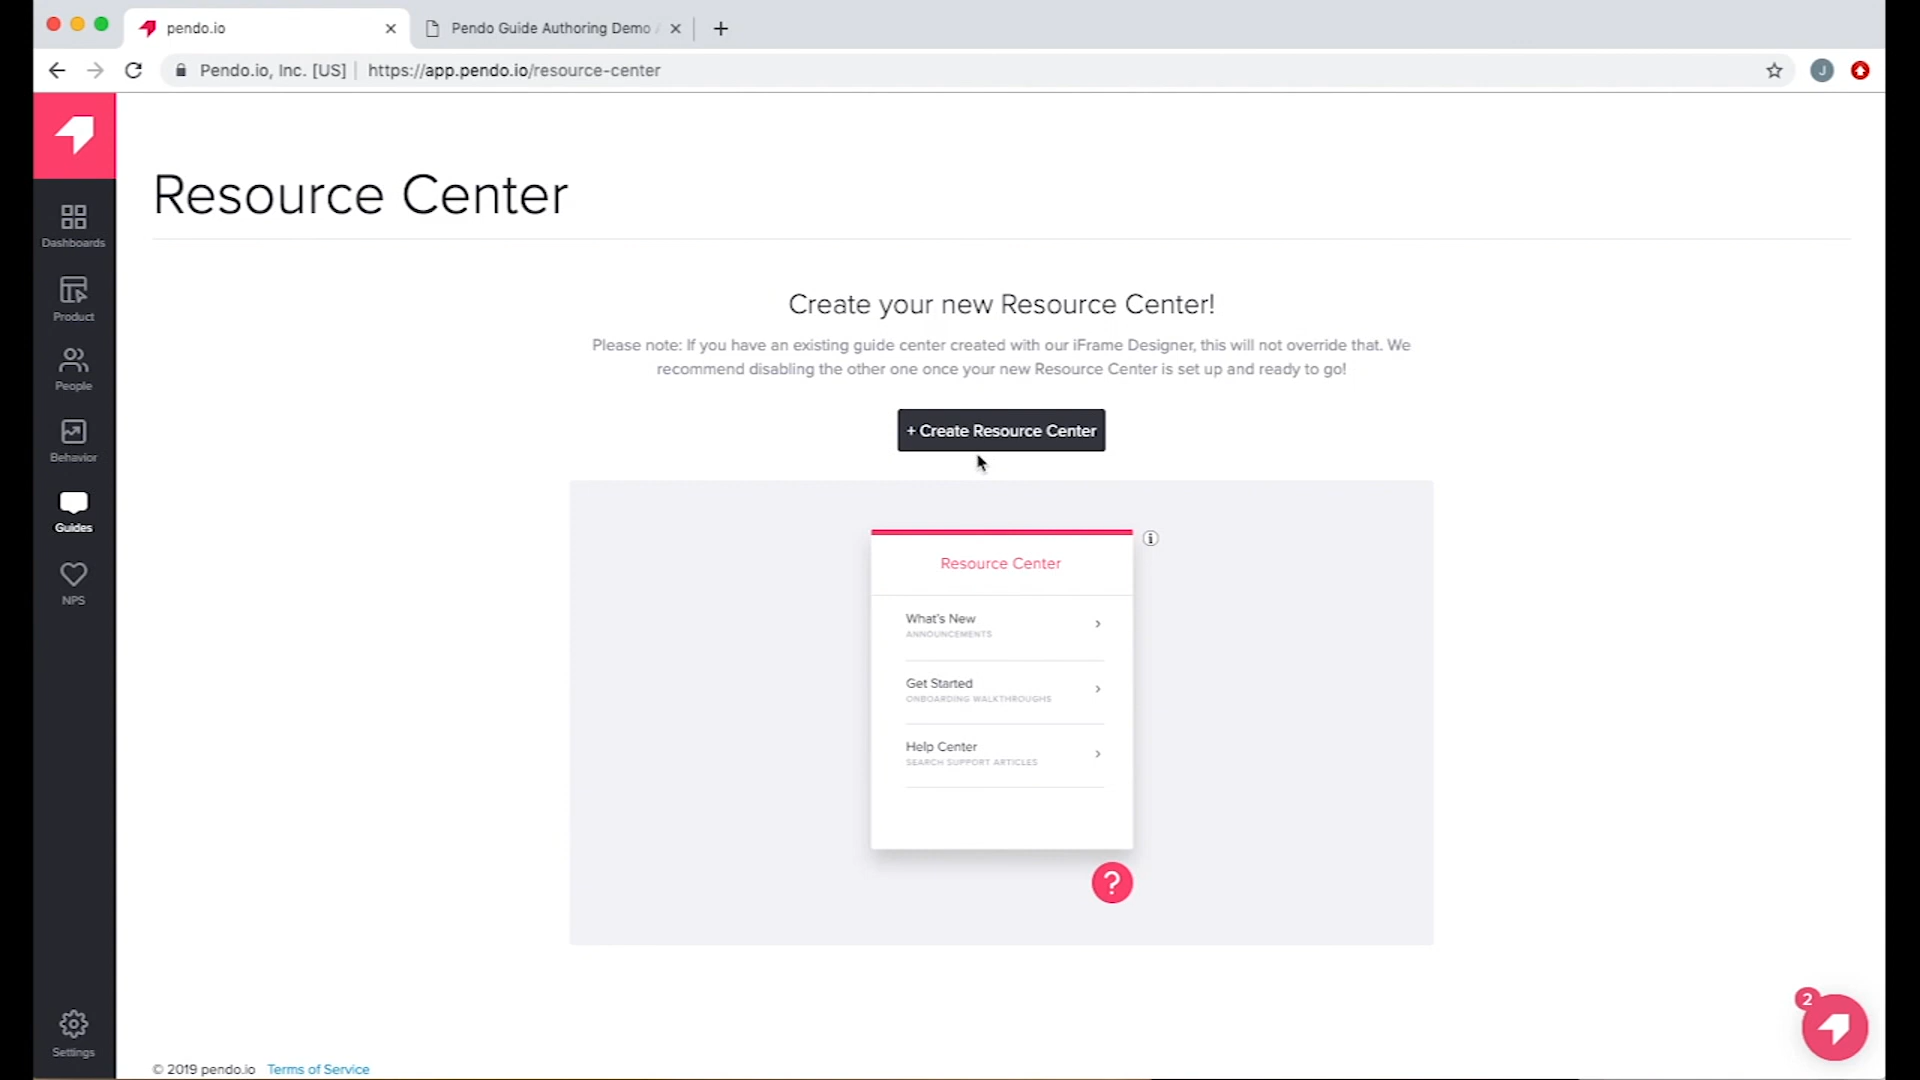 pendo.io
Pendo Guide Authoring Demo
Pendo.io, Inc. [US] | https://app.pendo.io/resource-center
J
Dashboards
Product
People
Behavior
Guides
NPS
Settings
Resource Center
Create your new Resource Center!
Please note: If you have an existing guide center created with our iFrame Designer, this will not override that. We
recommend disabling the other one once your new Resource Center is set up and ready to go!
+ Create Resource Center
Resource Center
What's New
ANNOUNCEMENTS
Get Started
ONBOARDING WALKTHROUGHS
Help Center
SEARCH SUPPORT ARTICLES
?
2
© 2019 pendo.io Terms of Service